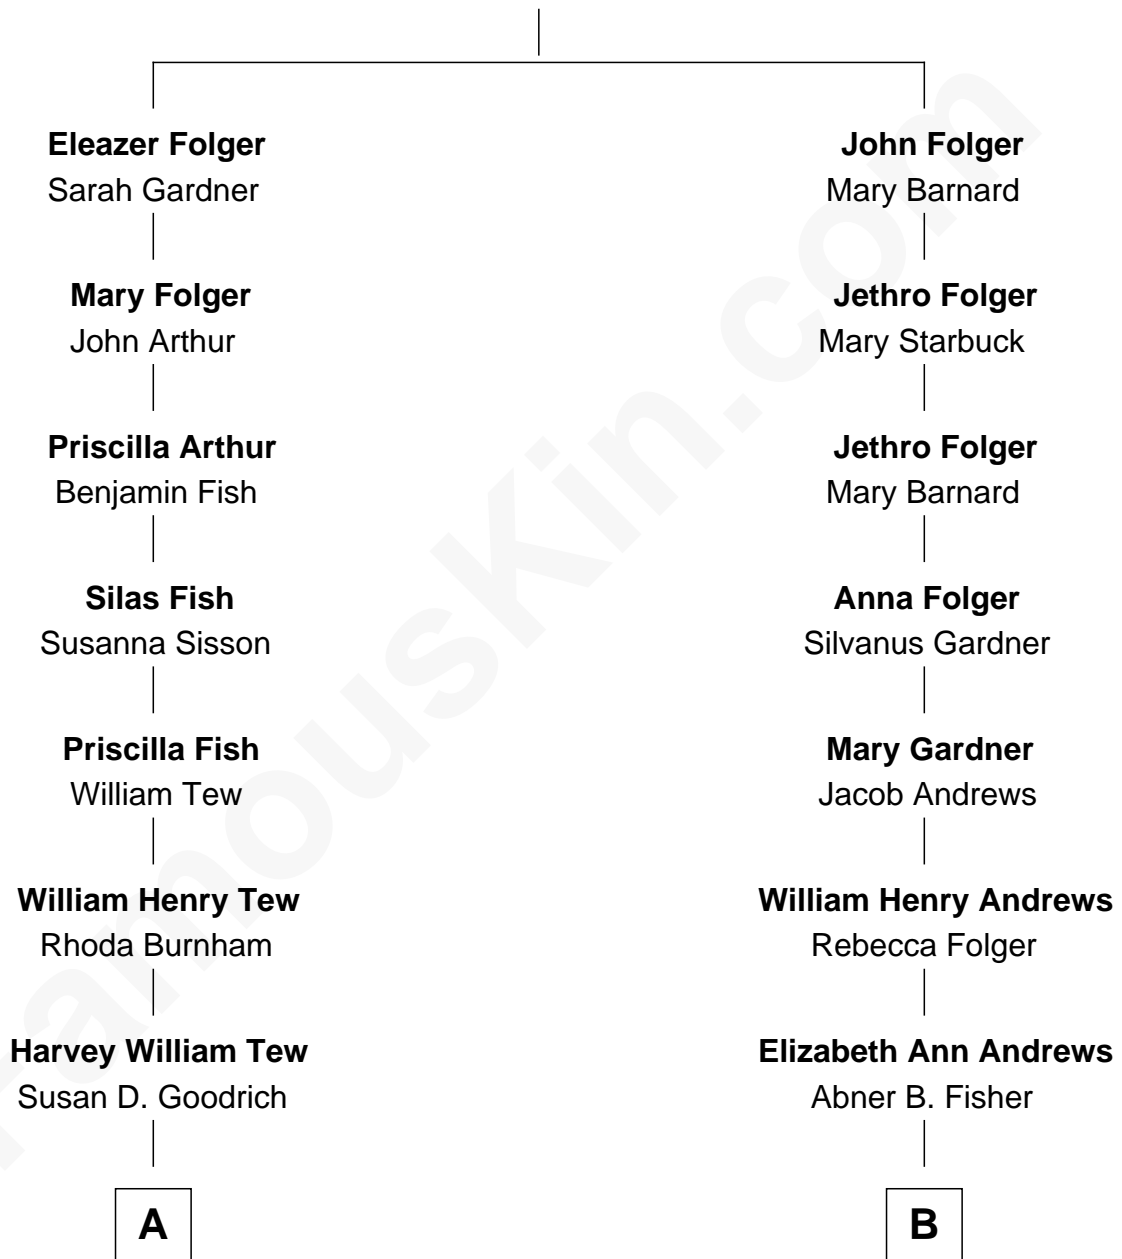 Eleazer Folger
Sarah Gardner
Mary Folger
John Arthur
Priscilla Arthur
Benjamin Fish
Silas Fish
Susanna Sisson
Priscilla Fish
William Tew
William Henry Tew
Rhoda Burnham
Harvey William Tew
Susan D. Goodrich
A
John Folger
Mary Barnard
Jethro Folger
Mary Starbuck
Jethro Folger
Mary Barnard
Anna Folger
Silvanus Gardner
Mary Gardner
Jacob Andrews
William Henry Andrews
Rebecca Folger
Elizabeth Ann Andrews
Abner B. Fisher
B
FamousKin.com